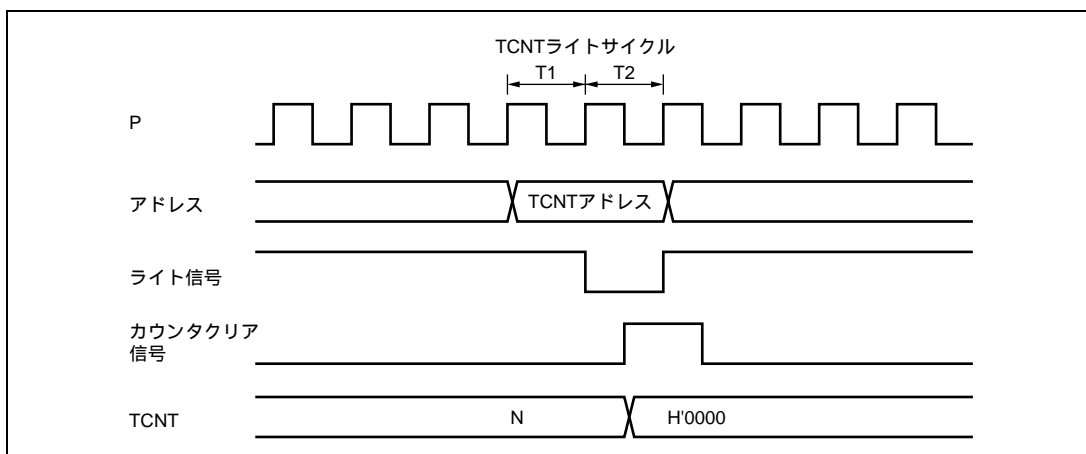 TCNTライトサイクル
T1 T2
P
アドレス
TCNTアドレス
ライト信号
カウンタクリア
信号
TCNT
N
H'0000